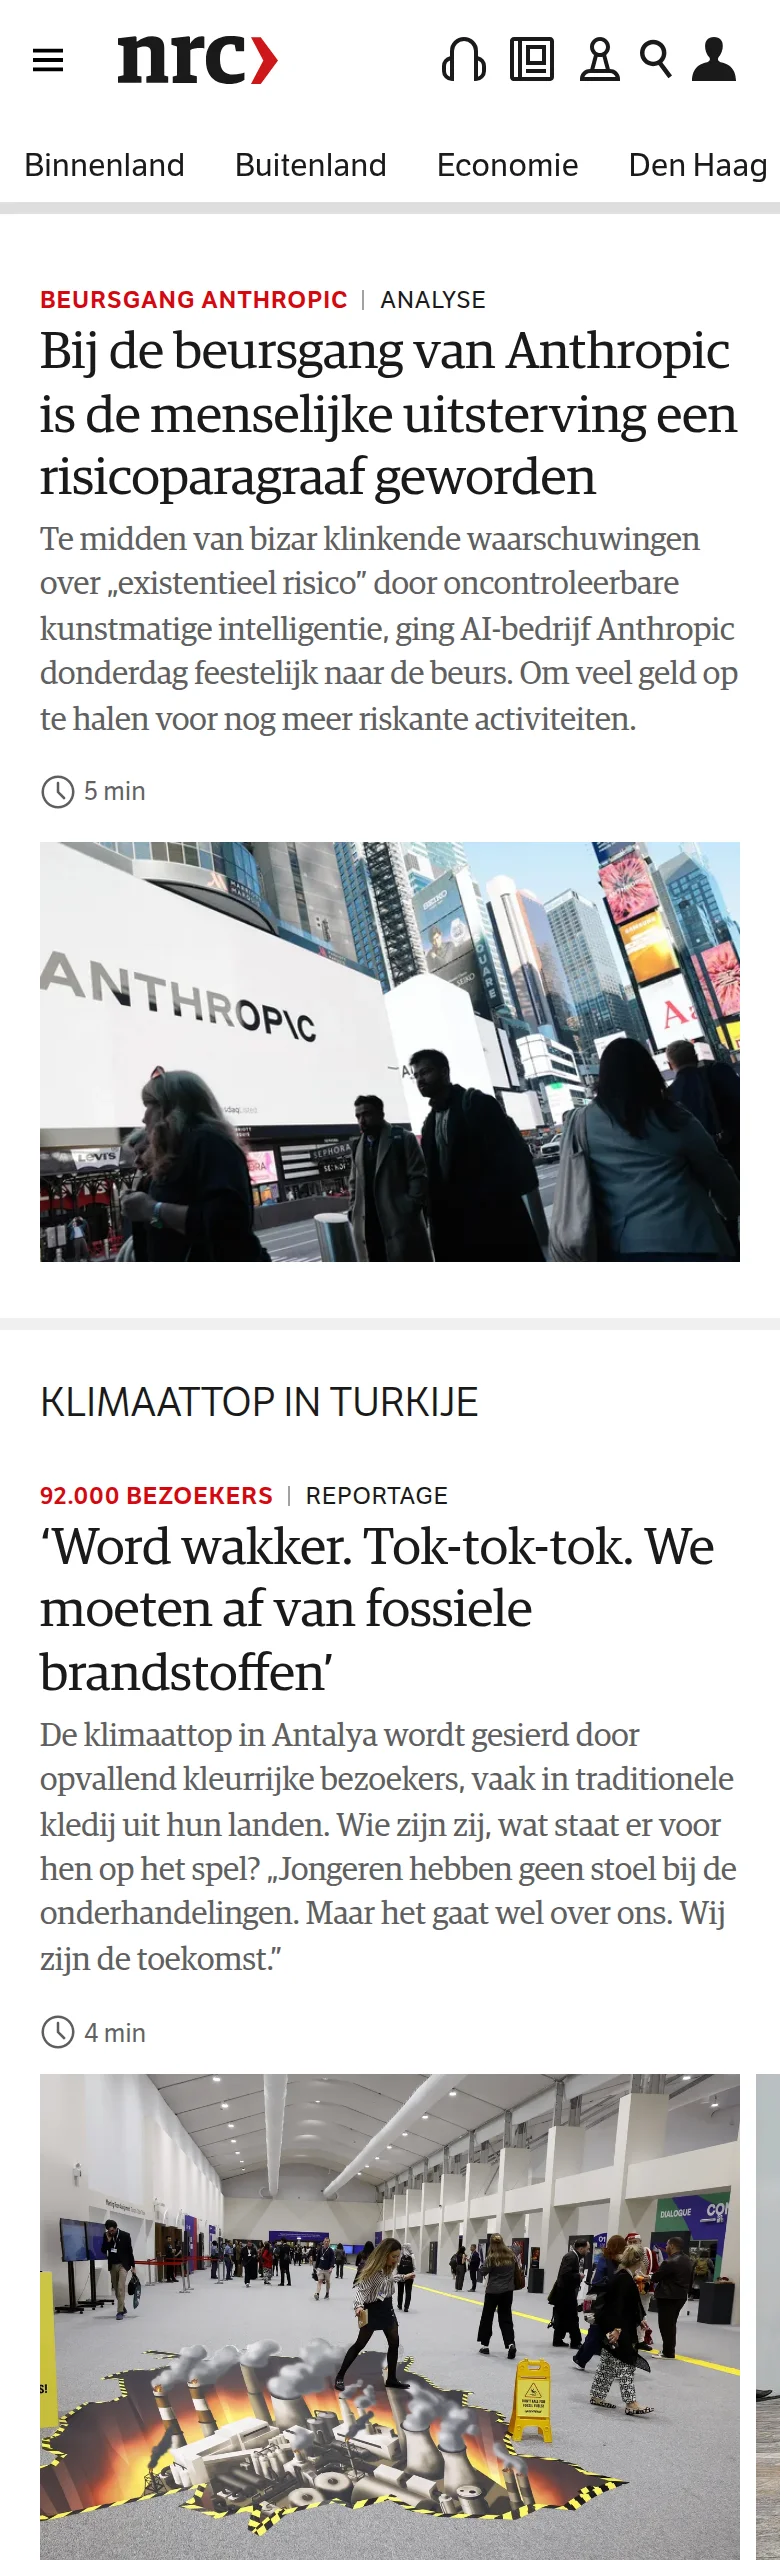 nrc
Binnenland Buitenland Economie Den Haag
BEURSGANG ANTHROPIC | ANALYSE
Bij de beursgang van Anthropic
is de menselijke uitsterving een
risicoparagraaf geworden
Te midden van bizar klinkende waarschuwingen
over „existentieel risico” door oncontroleerbare
kunstmatige intelligentie, ging AI-bedrijf Anthropic
donderdag feestelijk naar de beurs. Om veel geld op
te halen voor nog meer riskante activiteiten.
5 min
SEIKO
ANTHROP\C
Levi's
SEPHORA
KLIMAATTOP IN TURKIJE
92.000 BEZOEKERS | REPORTAGE
‘Word wakker. Tok-tok-tok. We
moeten af van fossiele
brandstoffen’
De klimaattop in Antalya wordt gesierd door
opvallend kleurrijke bezoekers, vaak in traditionele
kledij uit hun landen. Wie zijn zij, wat staat er voor
hen op het spel? „Jongeren hebben geen stoel bij de
onderhandelingen. Maar het gaat wel over ons. Wij
zijn de toekomst.”
4 min
DIALOGUE